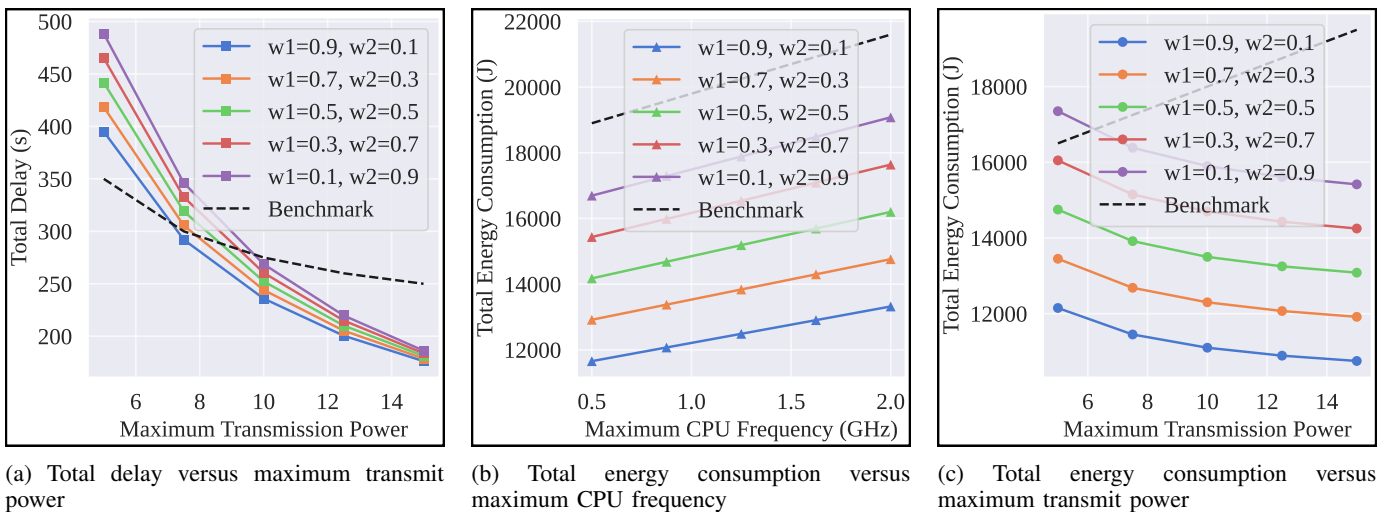 500
450
400
350
300
250
200
Total Delay (s)
w1=0.9, w2=0.1
w1=0.7, w2=0.3
w1=0.5, w2=0.5
w1=0.3, w2=0.7
w1=0.1, w2=0.9
Benchmark
6 8 10 12 14
Maximum Transmission Power
(a) Total delay versus maximum transmit
power
22000
20000
18000
16000
14000
12000
Total Energy Consumption (J)
w1=0.9, w2=0.1
w1=0.7, w2=0.3
w1=0.5, w2=0.5
w1=0.3, w2=0.7
w1=0.1, w2=0.9
Benchmark
0.5 1.0 1.5 2.0
Maximum CPU Frequency (GHz)
(b) Total energy consumption versus
maximum CPU frequency
18000
16000
14000
12000
Total Energy Consumption (J)
w1=0.9, w2=0.1
w1=0.7, w2=0.3
w1=0.5, w2=0.5
w1=0.3, w2=0.7
w1=0.1, w2=0.9
Benchmark
6 8 10 12 14
Maximum Transmission Power
(c) Total energy consumption versus
maximum transmit power